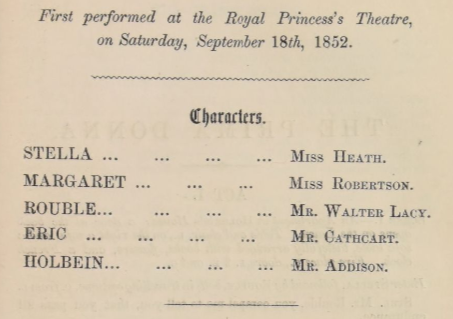 First performed at the Royal Princess's Theatre,
on Saturday, September 18th, 1852.
Characters.
STELLA ... ... ... ... MISS HEATH.
MARGARET ... ... ... MISS ROBERTSON.
ROUBLE... ... ... ... MR. WALTER LACY.
ERIC ... ... ... ... MR. CATHCART.
HOLBEIN... ... ... ... MR. ADDISON.